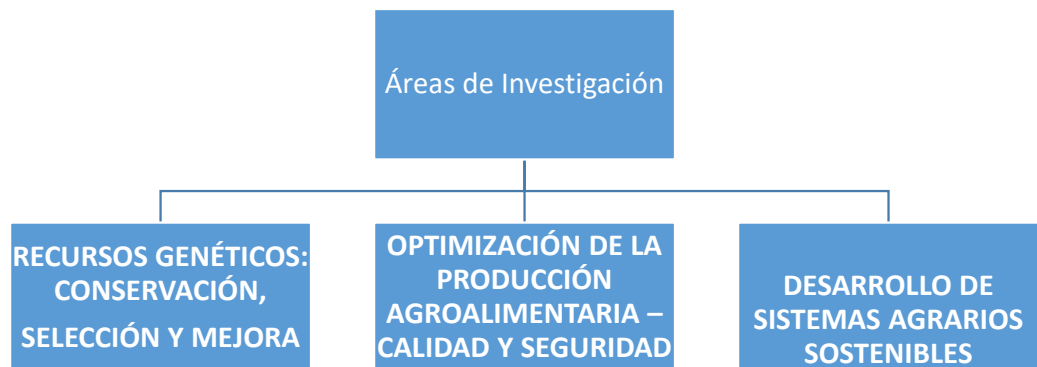 Áreas de Investigación
RECURSOS GENÉTICOS:
CONSERVACIÓN,
SELECCIÓN Y MEJORA
OPTIMIZACIÓN DE LA
PRODUCCIÓN
AGROALIMENTARIA –
CALIDAD Y SEGURIDAD
DESARROLLO DE
SISTEMAS AGRARIOS
SOSTENIBLES